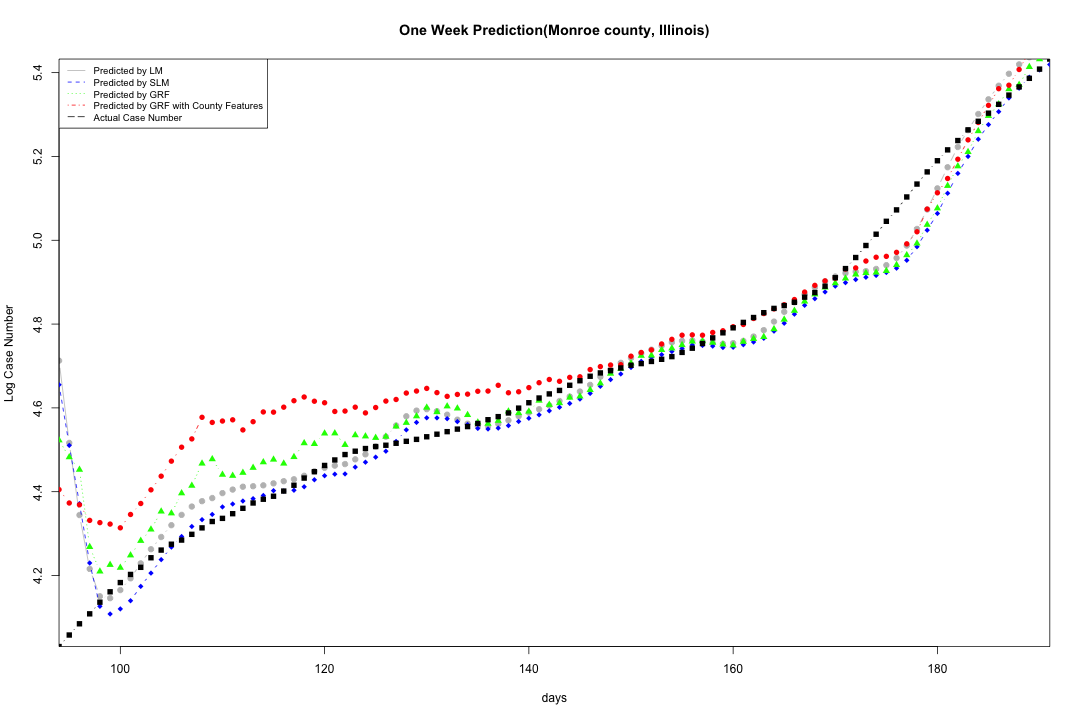 One Week Prediction(Monroe county, Illinois)
Predicted by LM
Predicted by SLM
Predicted by GRF
Predicted by GRF with County Features
Actual Case Number
Log Case Number
5.4
5.2
5.0
4.8
4.6
4.4
4.2
100 120 140 160 180
days